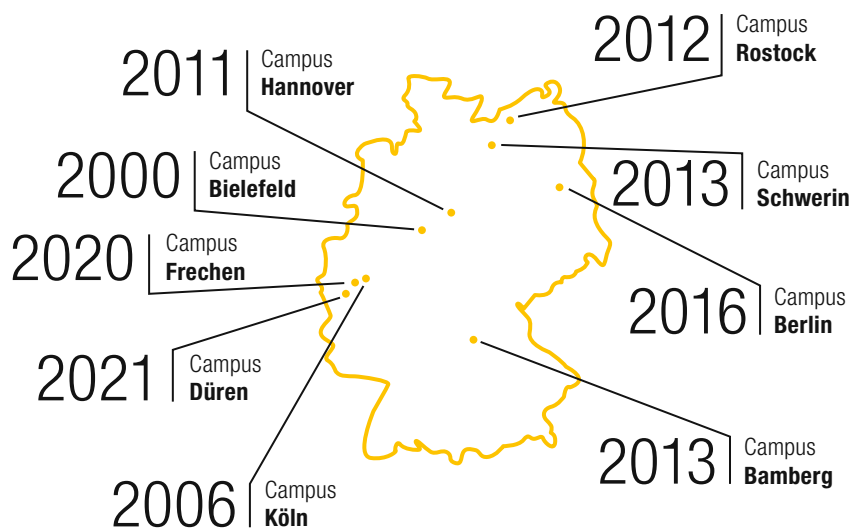 2012
Campus
Rostock
2011
Campus
Hannover
2000
Campus
Bielefeld
2013
Campus
Schwerin
2020
Campus
Frechen
2016
Campus
Berlin
2021
Campus
Düren
2013
Campus
Bamberg
2006
Campus
Köln